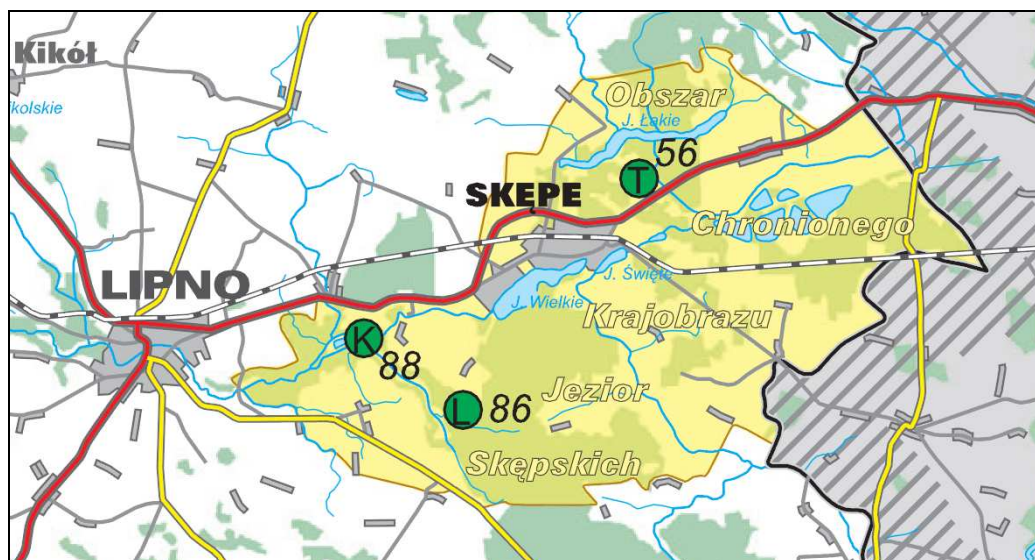 Kikół
kolskie
Obszar
J. Łąkie
56
T
SKĘPE
Chronionego
LIPNO
J. Święte
J. Wielkie
Krajobrazu
K
88
Jezior
L 86
Skępskich